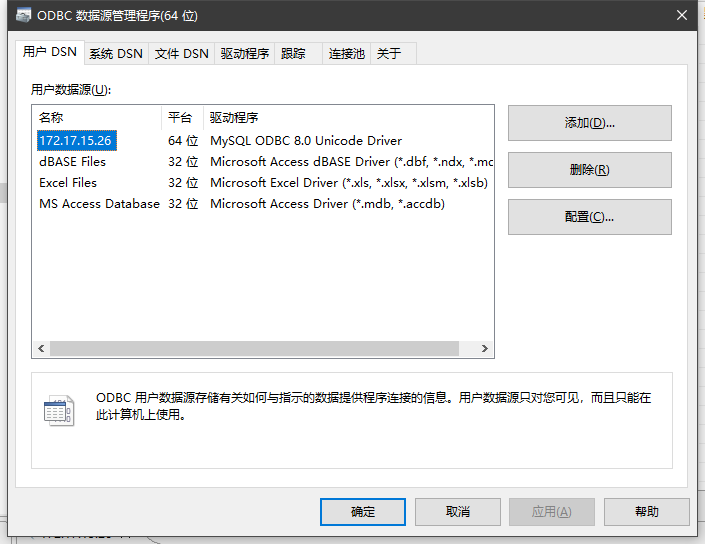 ODBC 数据源管理程序(64 位)
用户 DSN 系统 DSN 文件 DSN 驱动程序 跟踪 连接池 关于
用户数据源(U):
名称 平台 驱动程序
172.17.15.26 64 位 MySQL ODBC 8.0 Unicode Driver
dBASE Files 32 位 Microsoft Access dBASE Driver (*.dbf, *.ndx, *.mc
Excel Files 32 位 Microsoft Excel Driver (*.xls, *.xlsx, *.xlsm, *.xlsb)
MS Access Database 32 位 Microsoft Access Driver (*.mdb, *.accdb)
添加(D)...
删除(R)
配置(C)...
ODBC 用户数据源存储有关如何与指示的数据提供程序连接的信息。用户数据源只对您可见，而且只能在
此计算机上使用。
确定 取消 应用(A) 帮助